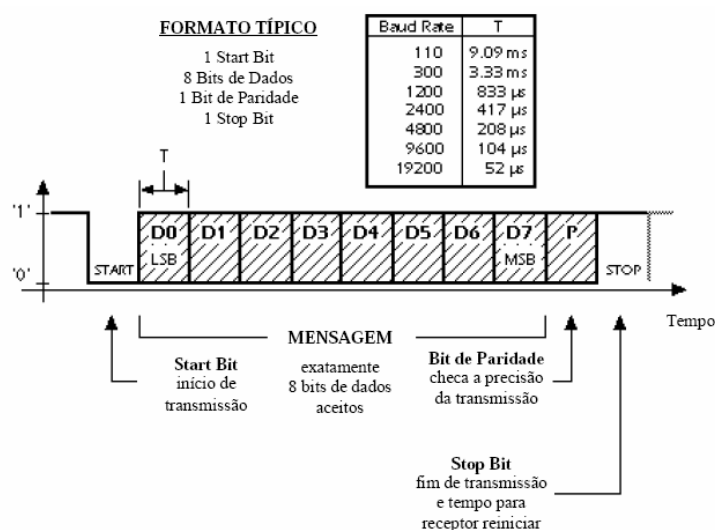 FORMATO TÍPICO
1 Start Bit
8 Bits de Dados
1 Bit de Paridade
1 Stop Bit
Baud Rate T
110 9.09 ms
300 3.33 ms
1200 833 µs
2400 417 µs
4800 208 µs
9600 104 µs
19200 52 µs
T
'1'
D0 D1 D2 D3 D4 D5 D6 D7 P
START LSB MSB STOP
'0'
Tempo
MENSAGEM
exatamente
8 bits de dados
aceitos
Start Bit
início de
transmissão
Bit de Paridade
checa a precisão
da transmissão
Stop Bit
fim de transmissão
e tempo para
receptor reiniciar